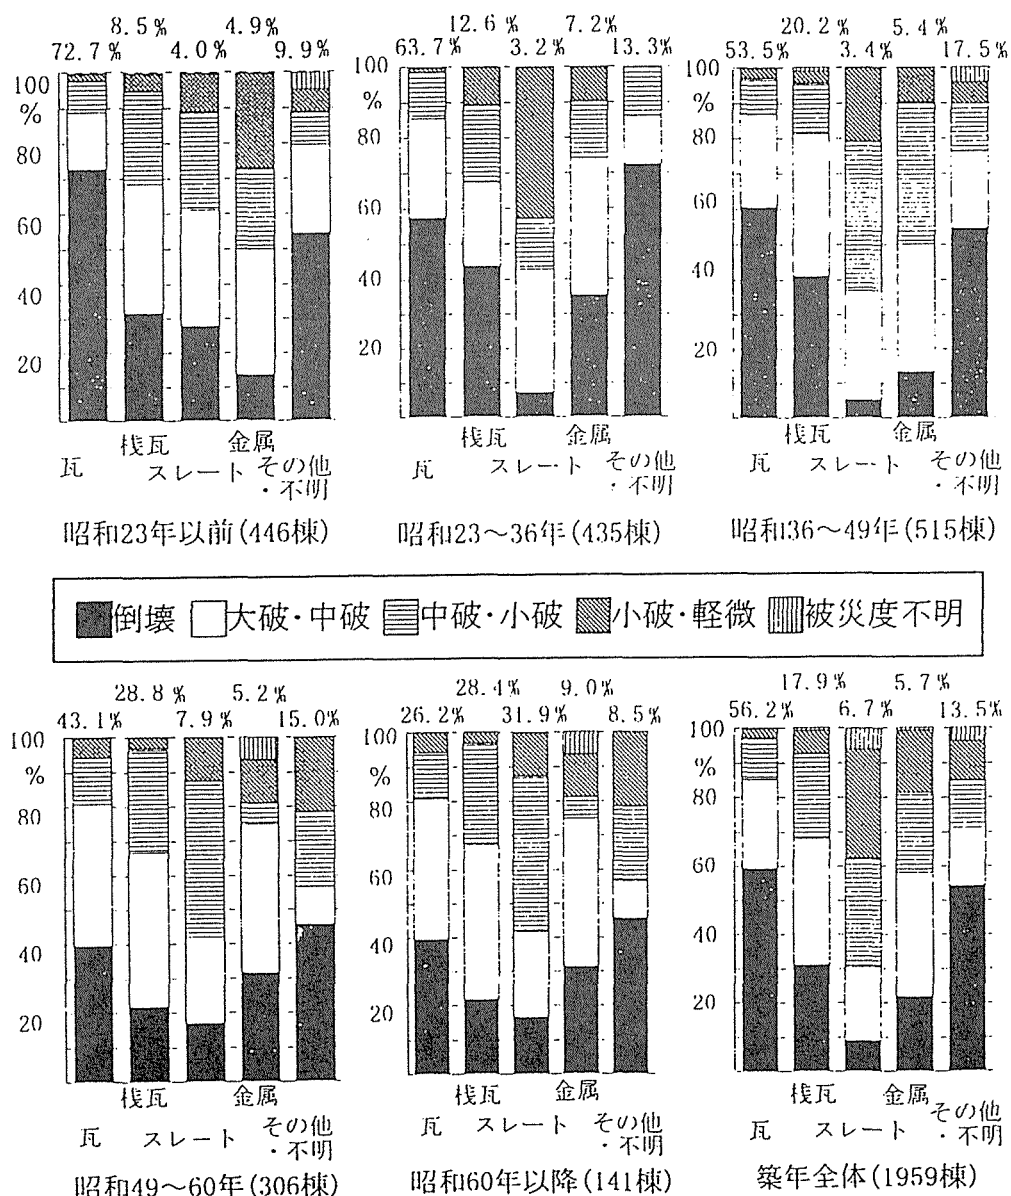 8.5% 4.9%
72.7% 4.0% 9.9%
100
%
80
60
40
20
桟瓦 金属
瓦 スレート その他
・不明
昭和23年以前(446棟)
12.6% 7.2%
63.7% 3.2% 13.3%
100
%
80
60
40
20
桟瓦 金属
瓦 スレート その他
・不明
昭和23～36年(435棟)
20.2% 5.4%
53.5% 3.4% 17.5%
100
%
80
60
40
20
桟瓦 金属
瓦 スレート その他
・不明
昭和36～49年(515棟)
倒壊 大破・中破 中破・小破 小破・軽微 被災度不明
28.8% 5.2%
43.1% 7.9% 15.0%
100
%
80
60
40
20
桟瓦 金属
瓦 スレート その他
・不明
昭和49～60年(306棟)
28.4% 9.0%
26.2% 31.9% 8.5%
100
%
80
60
40
20
桟瓦 金属
瓦 スレート その他
・不明
昭和60年以降(141棟)
17.9% 5.7%
56.2% 6.7% 13.5%
100
%
80
60
40
20
桟瓦 金属
瓦 スレート その他
・不明
築年全体(1959棟)